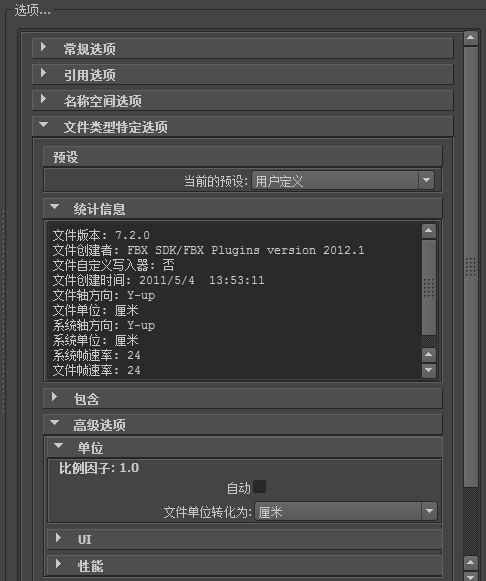 选项...
常规选项
引用选项
名称空间选项
文件类型特定选项
预设
当前的预设: 用户定义
统计信息
文件版本: 7.2.0
文件创建者: FBX SDK/FBX Plugins version 2012.1
文件自定义写入器: 否
文件创建时间: 2011/5/4  13:53:11
文件轴方向: Y-up
文件单位: 厘米
系统轴方向: Y-up
系统单位: 厘米
系统帧速率: 24
文件帧速率: 24
包含
高级选项
单位
比例因子: 1.0
自动
文件单位转化为: 厘米
UI
性能